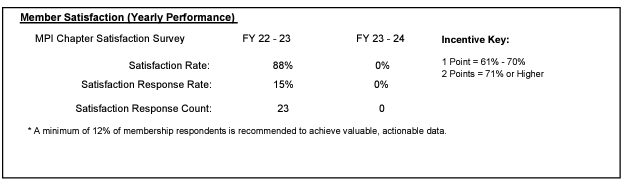 Member Satisfaction (Yearly Performance)
MPI Chapter Satisfaction Survey FY 22 - 23 FY 23 - 24 Incentive Key:
Satisfaction Rate: 88% 0% 1 Point = 61% - 70%
2 Points = 71% or Higher
Satisfaction Response Rate: 15% 0%
Satisfaction Response Count: 23 0
* A minimum of 12% of membership respondents is recommended to achieve valuable, actionable data.